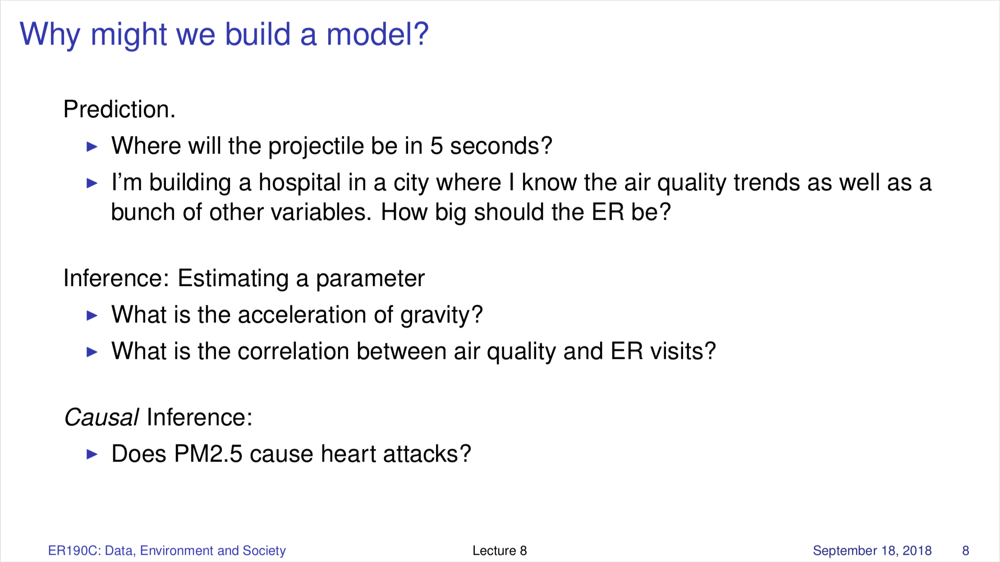 Why might we build a model?
Prediction.
▶ Where will the projectile be in 5 seconds?
▶ I'm building a hospital in a city where I know the air quality trends as well as a
bunch of other variables. How big should the ER be?
Inference: Estimating a parameter
▶ What is the acceleration of gravity?
▶ What is the correlation between air quality and ER visits?
Causal Inference:
▶ Does PM2.5 cause heart attacks?
ER190C: Data, Environment and Society Lecture 8 September 18, 2018 8